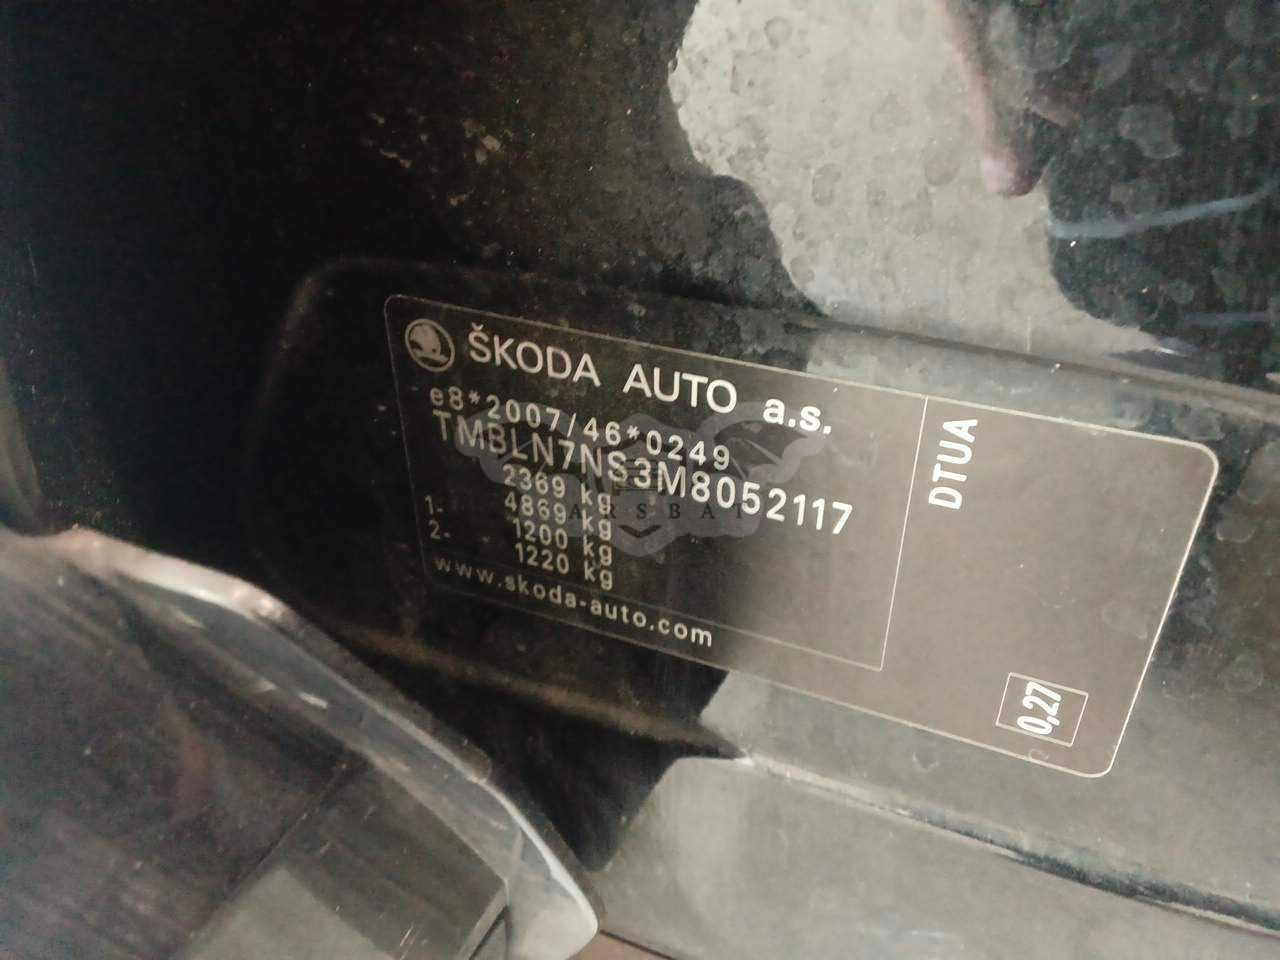 ŠKODA AUTO a.s.
e8*2007/46*0249
TMBLN7NS3M8052117
2369 kg
4869 kg
1- 1200 kg
2- 1220 kg
www.skoda-auto.com
DTUA
0,27
ARSBAT